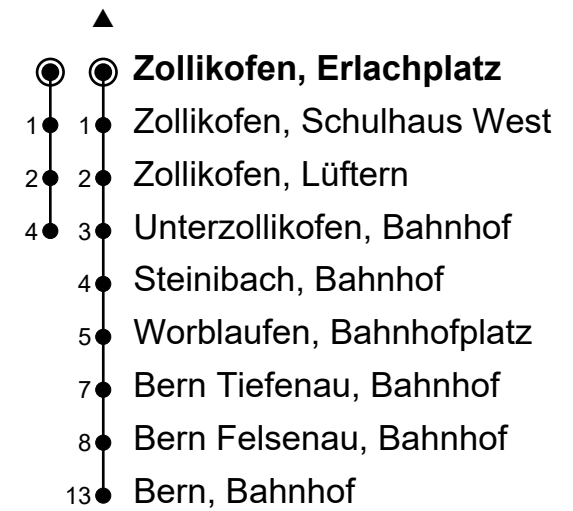 Zollikofen, Erlachplatz
1 1 Zollikofen, Schulhaus West
2 2 Zollikofen, Lüftern
4 3 Unterzollikofen, Bahnhof
4 Steinibach, Bahnhof
5 Worblaufen, Bahnhofplatz
7 Bern Tiefenau, Bahnhof
8 Bern Felsenau, Bahnhof
13 Bern, Bahnhof